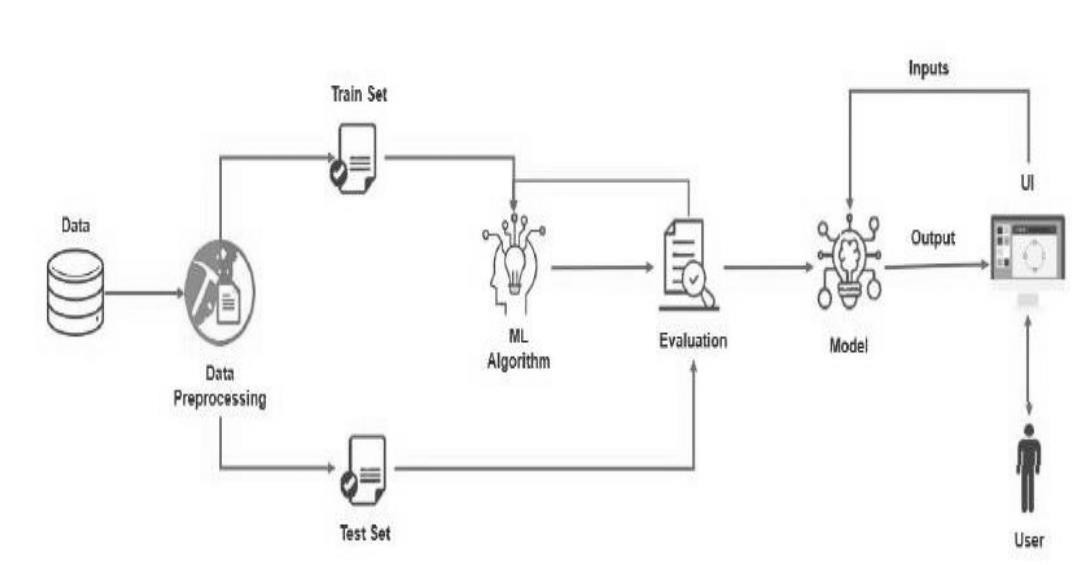 Inputs
Train Set
UI
Data
Output
ML
Algorithm
Evaluation
Model
Data
Preprocessing
Test Set
User